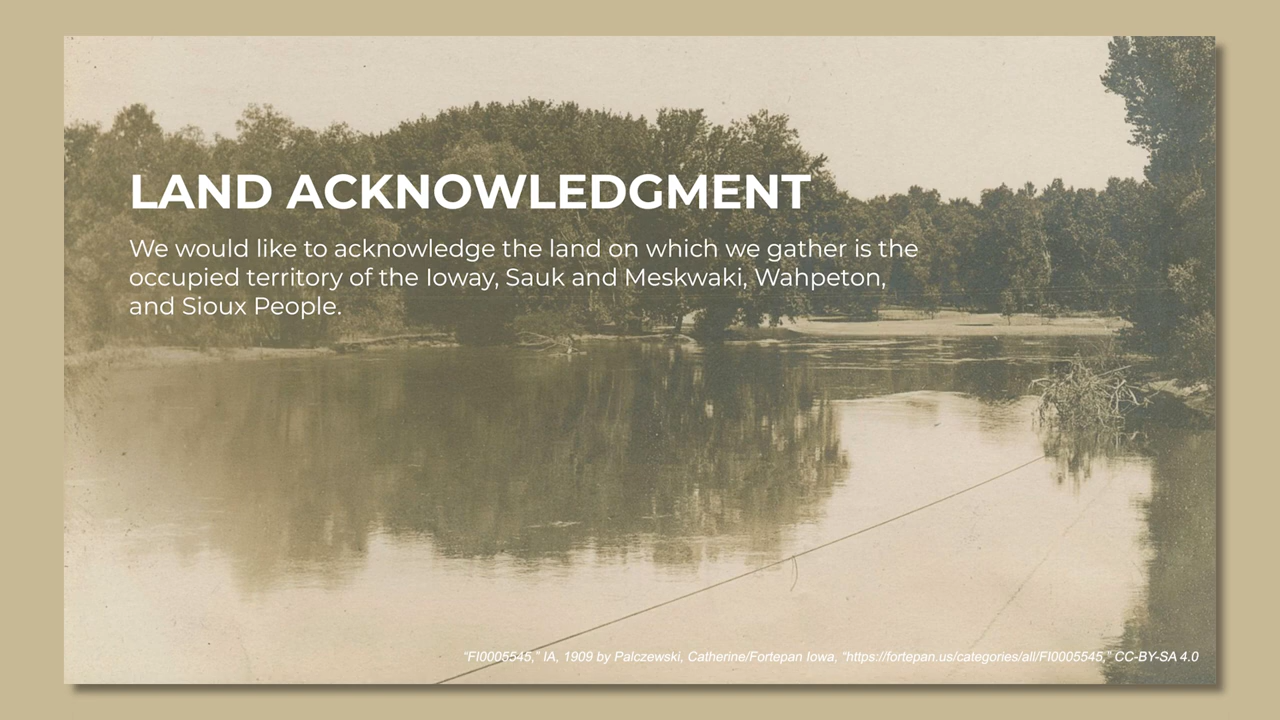 LAND ACKNOWLEDGMENT
We would like to acknowledge the land on which we gather is the
occupied territory of the Ioway, Sauk and Meskwaki, Wahpeton,
and Sioux People.
"FI0005545," IA, 1909 by Palczewski, Catherine/Fortepan Iowa, "https://fortepan.us/categories/all/FI0005545," CC-BY-SA 4.0